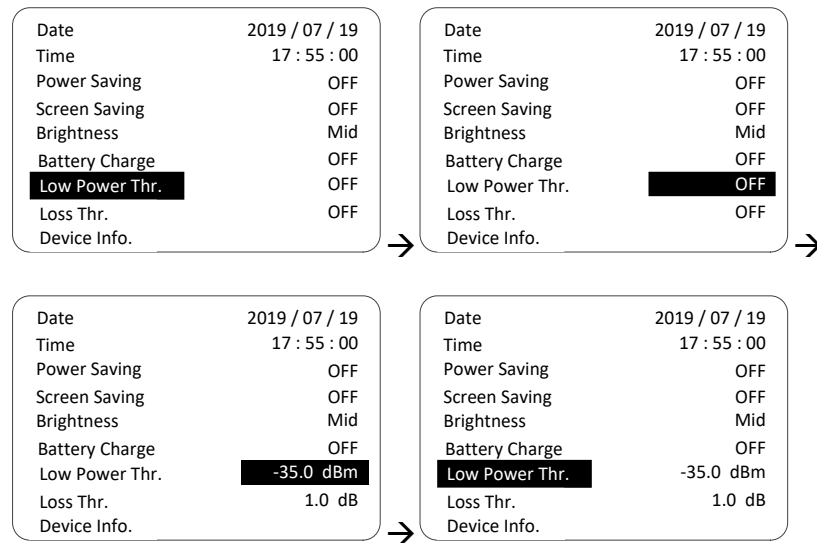 Date 2019 / 07 / 19
Time 17 : 55 : 00
Power Saving OFF
Screen Saving OFF
Brightness Mid
Battery Charge OFF
Low Power Thr. OFF
Loss Thr. OFF
Device Info.
→
Date 2019 / 07 / 19
Time 17 : 55 : 00
Power Saving OFF
Screen Saving OFF
Brightness Mid
Battery Charge OFF
Low Power Thr. OFF
Loss Thr. OFF
Device Info.
→
Date 2019 / 07 / 19
Time 17 : 55 : 00
Power Saving OFF
Screen Saving OFF
Brightness Mid
Battery Charge OFF
Low Power Thr. -35.0 dBm
Loss Thr. 1.0 dB
Device Info.
→
Date 2019 / 07 / 19
Time 17 : 55 : 00
Power Saving OFF
Screen Saving OFF
Brightness Mid
Battery Charge OFF
Low Power Thr. -35.0 dBm
Loss Thr. 1.0 dB
Device Info.